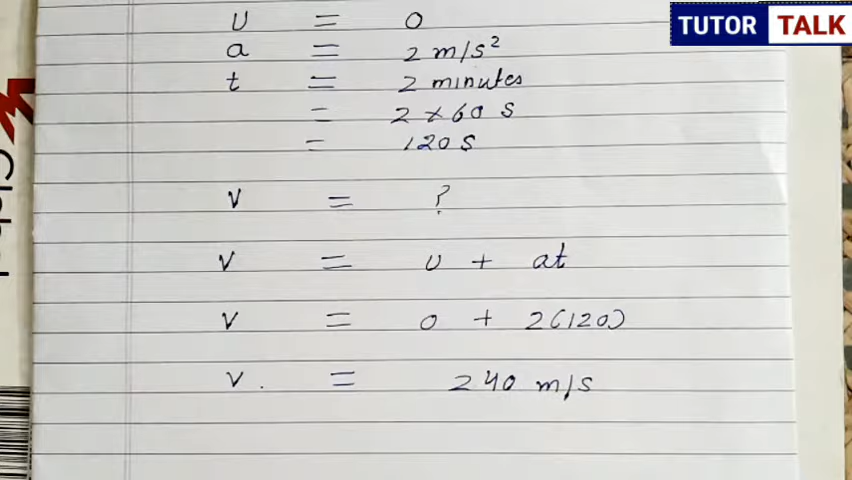 TUTOR TALK
U = 0
a = 2 m/s²
t = 2 minutes
= 2 × 60 s
= 120 s
V = ?
V = U + at
V = 0 + 2(120)
V. = 240 m/s